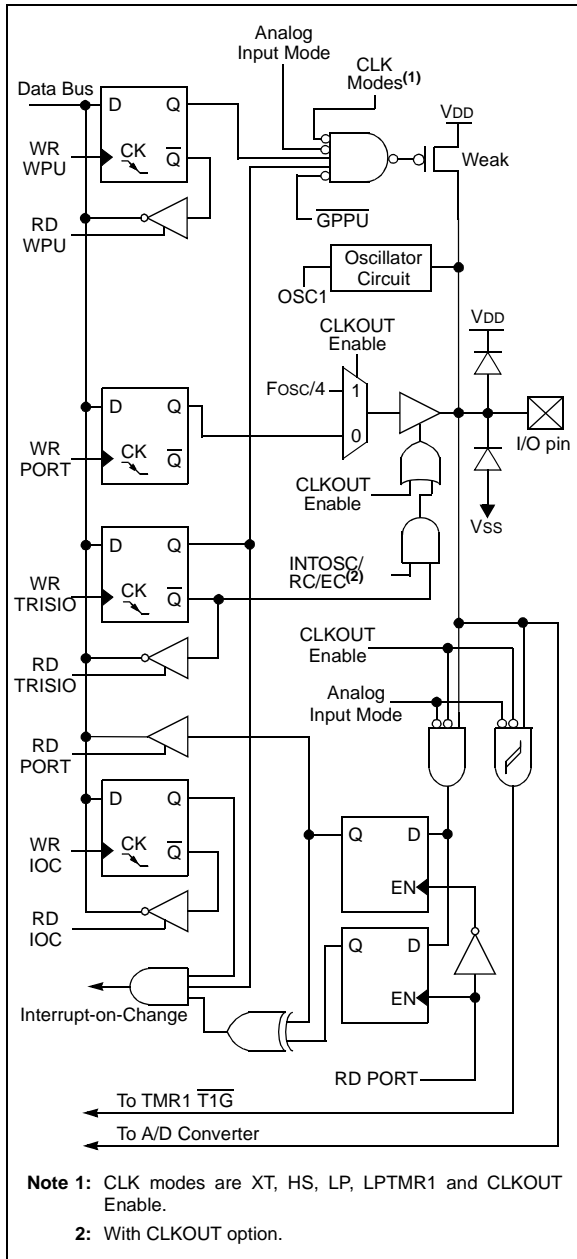 Analog
Input Mode
CLK
Modes(1)
Data Bus
D Q
VDD
WR
WPU
CK Q
Weak
RD
WPU
GPPU
Oscillator
Circuit
OSC1
CLKOUT
Enable
VDD
FOSC/4
1
D Q
0
I/O pin
WR
PORT
CK Q
CLKOUT
Enable
VSS
D Q
INTOSC/
RC/EC(2)
WR
TRISIO
CK Q
CLKOUT
Enable
RD
TRISIO
Analog
Input Mode
RD
PORT
D Q
Q D
WR
IOC
CK Q
EN
RD
IOC
Q D
EN
Interrupt-on-Change
RD PORT
To TMR1 T1G
To A/D Converter
Note 1: CLK modes are XT, HS, LP, LPTMR1 and CLKOUT
Enable.
2: With CLKOUT option.